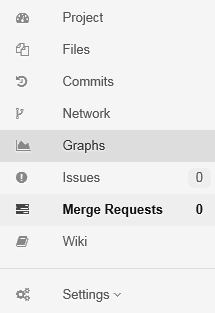 Project
Files
Commits
Network
Graphs
Issues 0
Merge Requests 0
Wiki
Settings